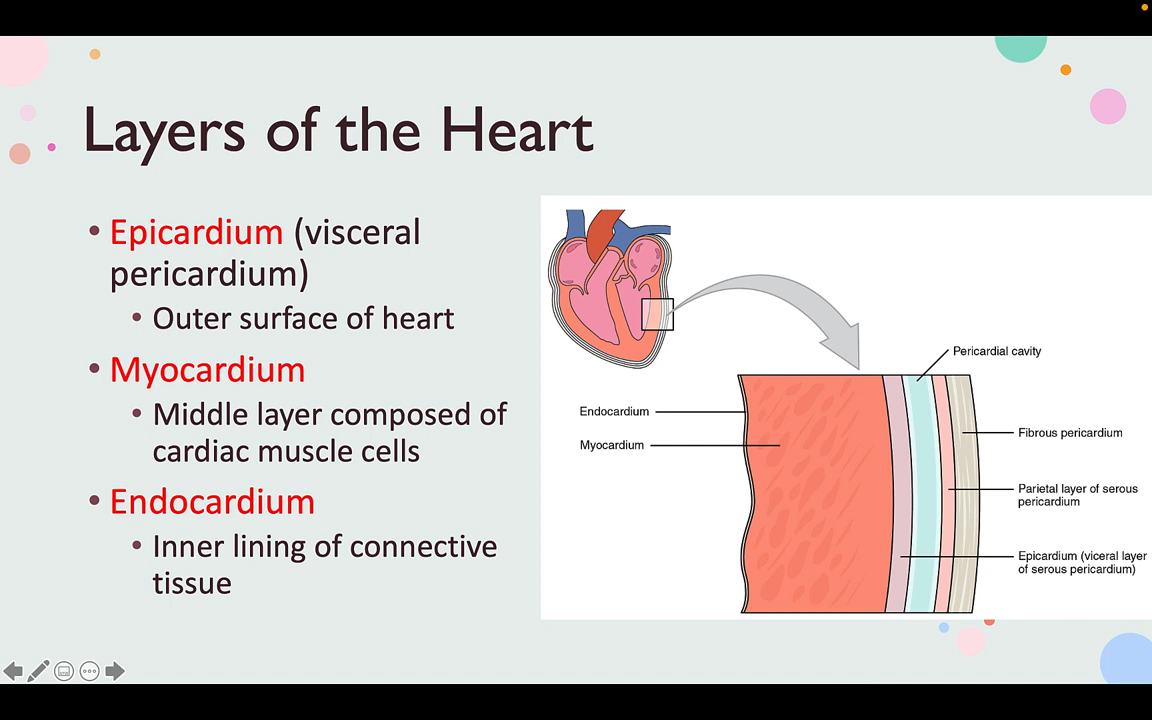 Layers of the Heart
• Epicardium (visceral
pericardium)
• Outer surface of heart
• Myocardium
• Middle layer composed of
cardiac muscle cells
• Endocardium
• Inner lining of connective
tissue
Pericardial cavity
Endocardium
Myocardium
Fibrous pericardium
Parietal layer of serous
pericardium
Epicardium (viceral layer
of serous pericardium)